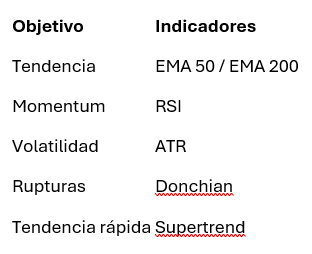 Objetivo Indicadores
Tendencia EMA 50 / EMA 200
Momentum RSI
Volatilidad ATR
Rupturas Donchian
Tendencia rápida Supertrend